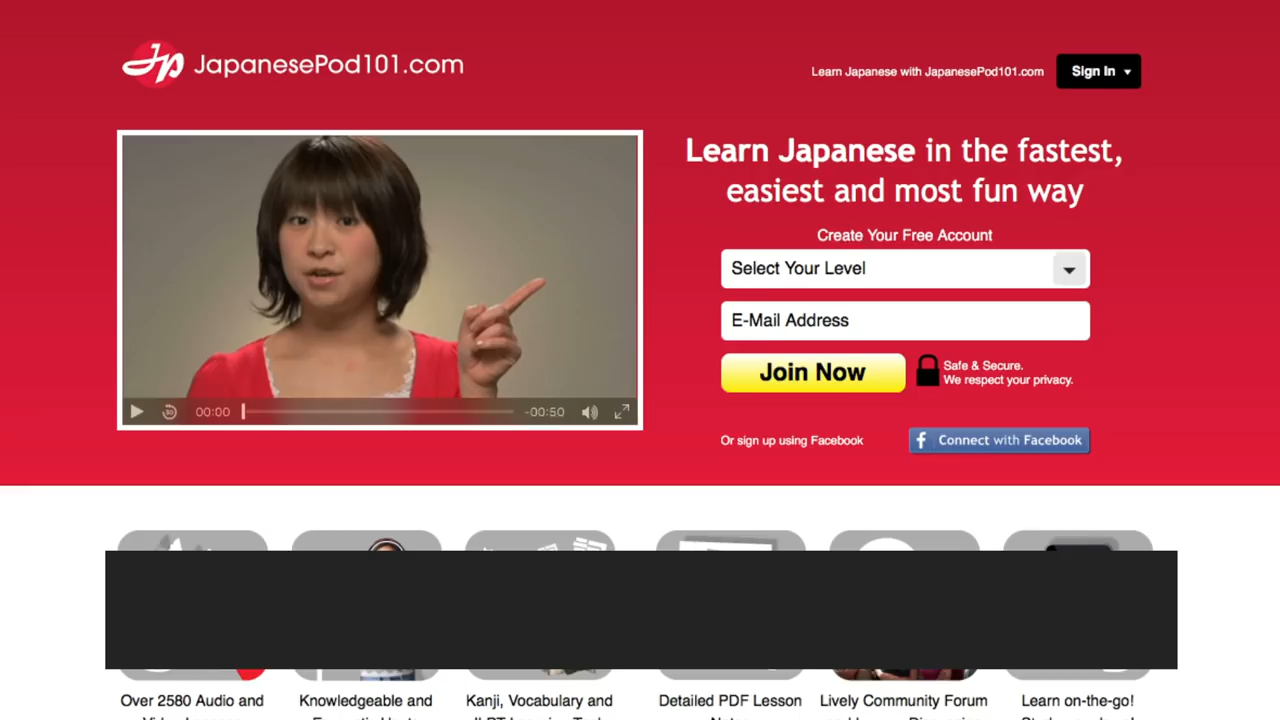 JapanesePod101.com
Learn Japanese with JapanesePod101.com
Sign In
Learn Japanese in the fastest,
easiest and most fun way
Create Your Free Account
Select Your Level
E-Mail Address
Join Now
Safe & Secure.
We respect your privacy.
00:00
-00:50
Or sign up using Facebook
Connect with Facebook
Over 2580 Audio and
Knowledgeable and
Kanji, Vocabulary and
Detailed PDF Lesson
Lively Community Forum
Learn on-the-go!